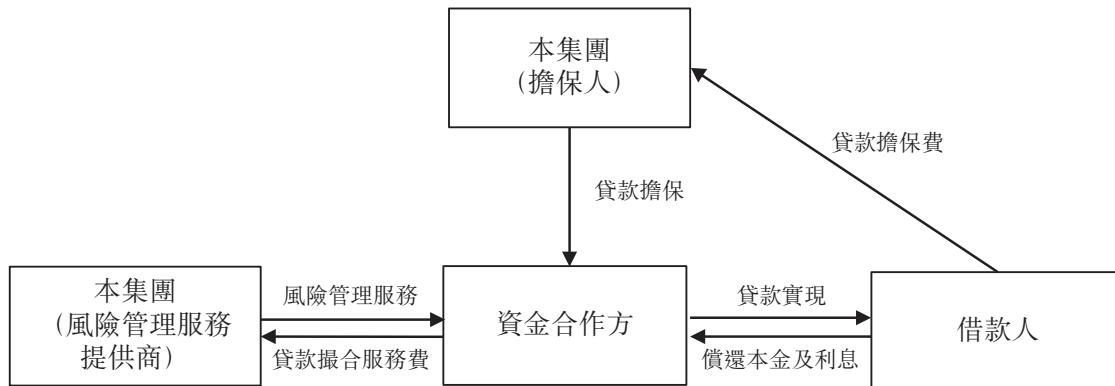 本集團
（擔保人）
貸款擔保費
貸款擔保
本集團
（風險管理服務
提供商）
風險管理服務
貸款撮合服務費
資金合作方
貸款實現
償還本金及利息
借款人